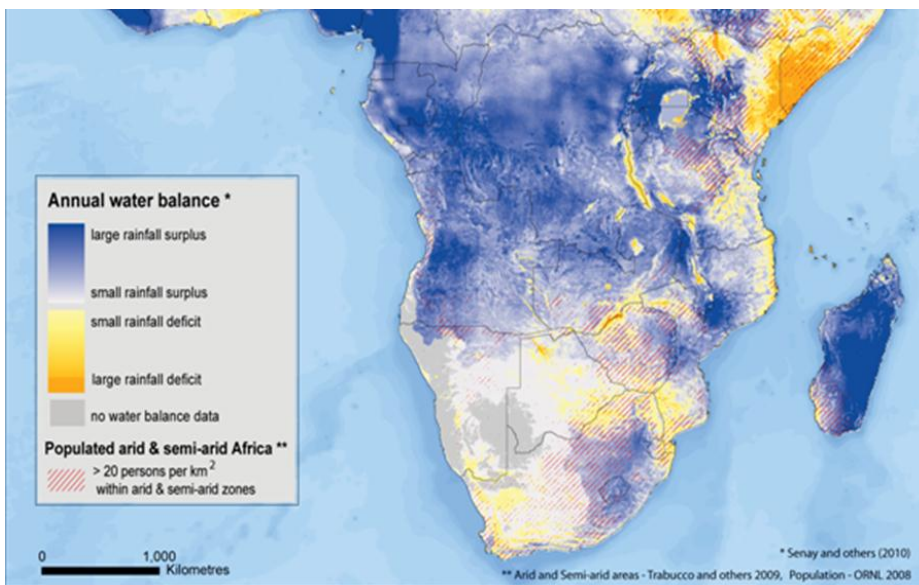 Annual water balance *
large rainfall surplus
small rainfall surplus
small rainfall deficit
large rainfall deficit
no water balance data
Populated arid & semi-arid Africa **
> 20 persons per km2
within arid & semi-arid zones
0 1,000
Kilometres
* Senay and others (2010)
** Arid and Semi-arid areas - Trabucco and others 2009, Population - ORNL 2008